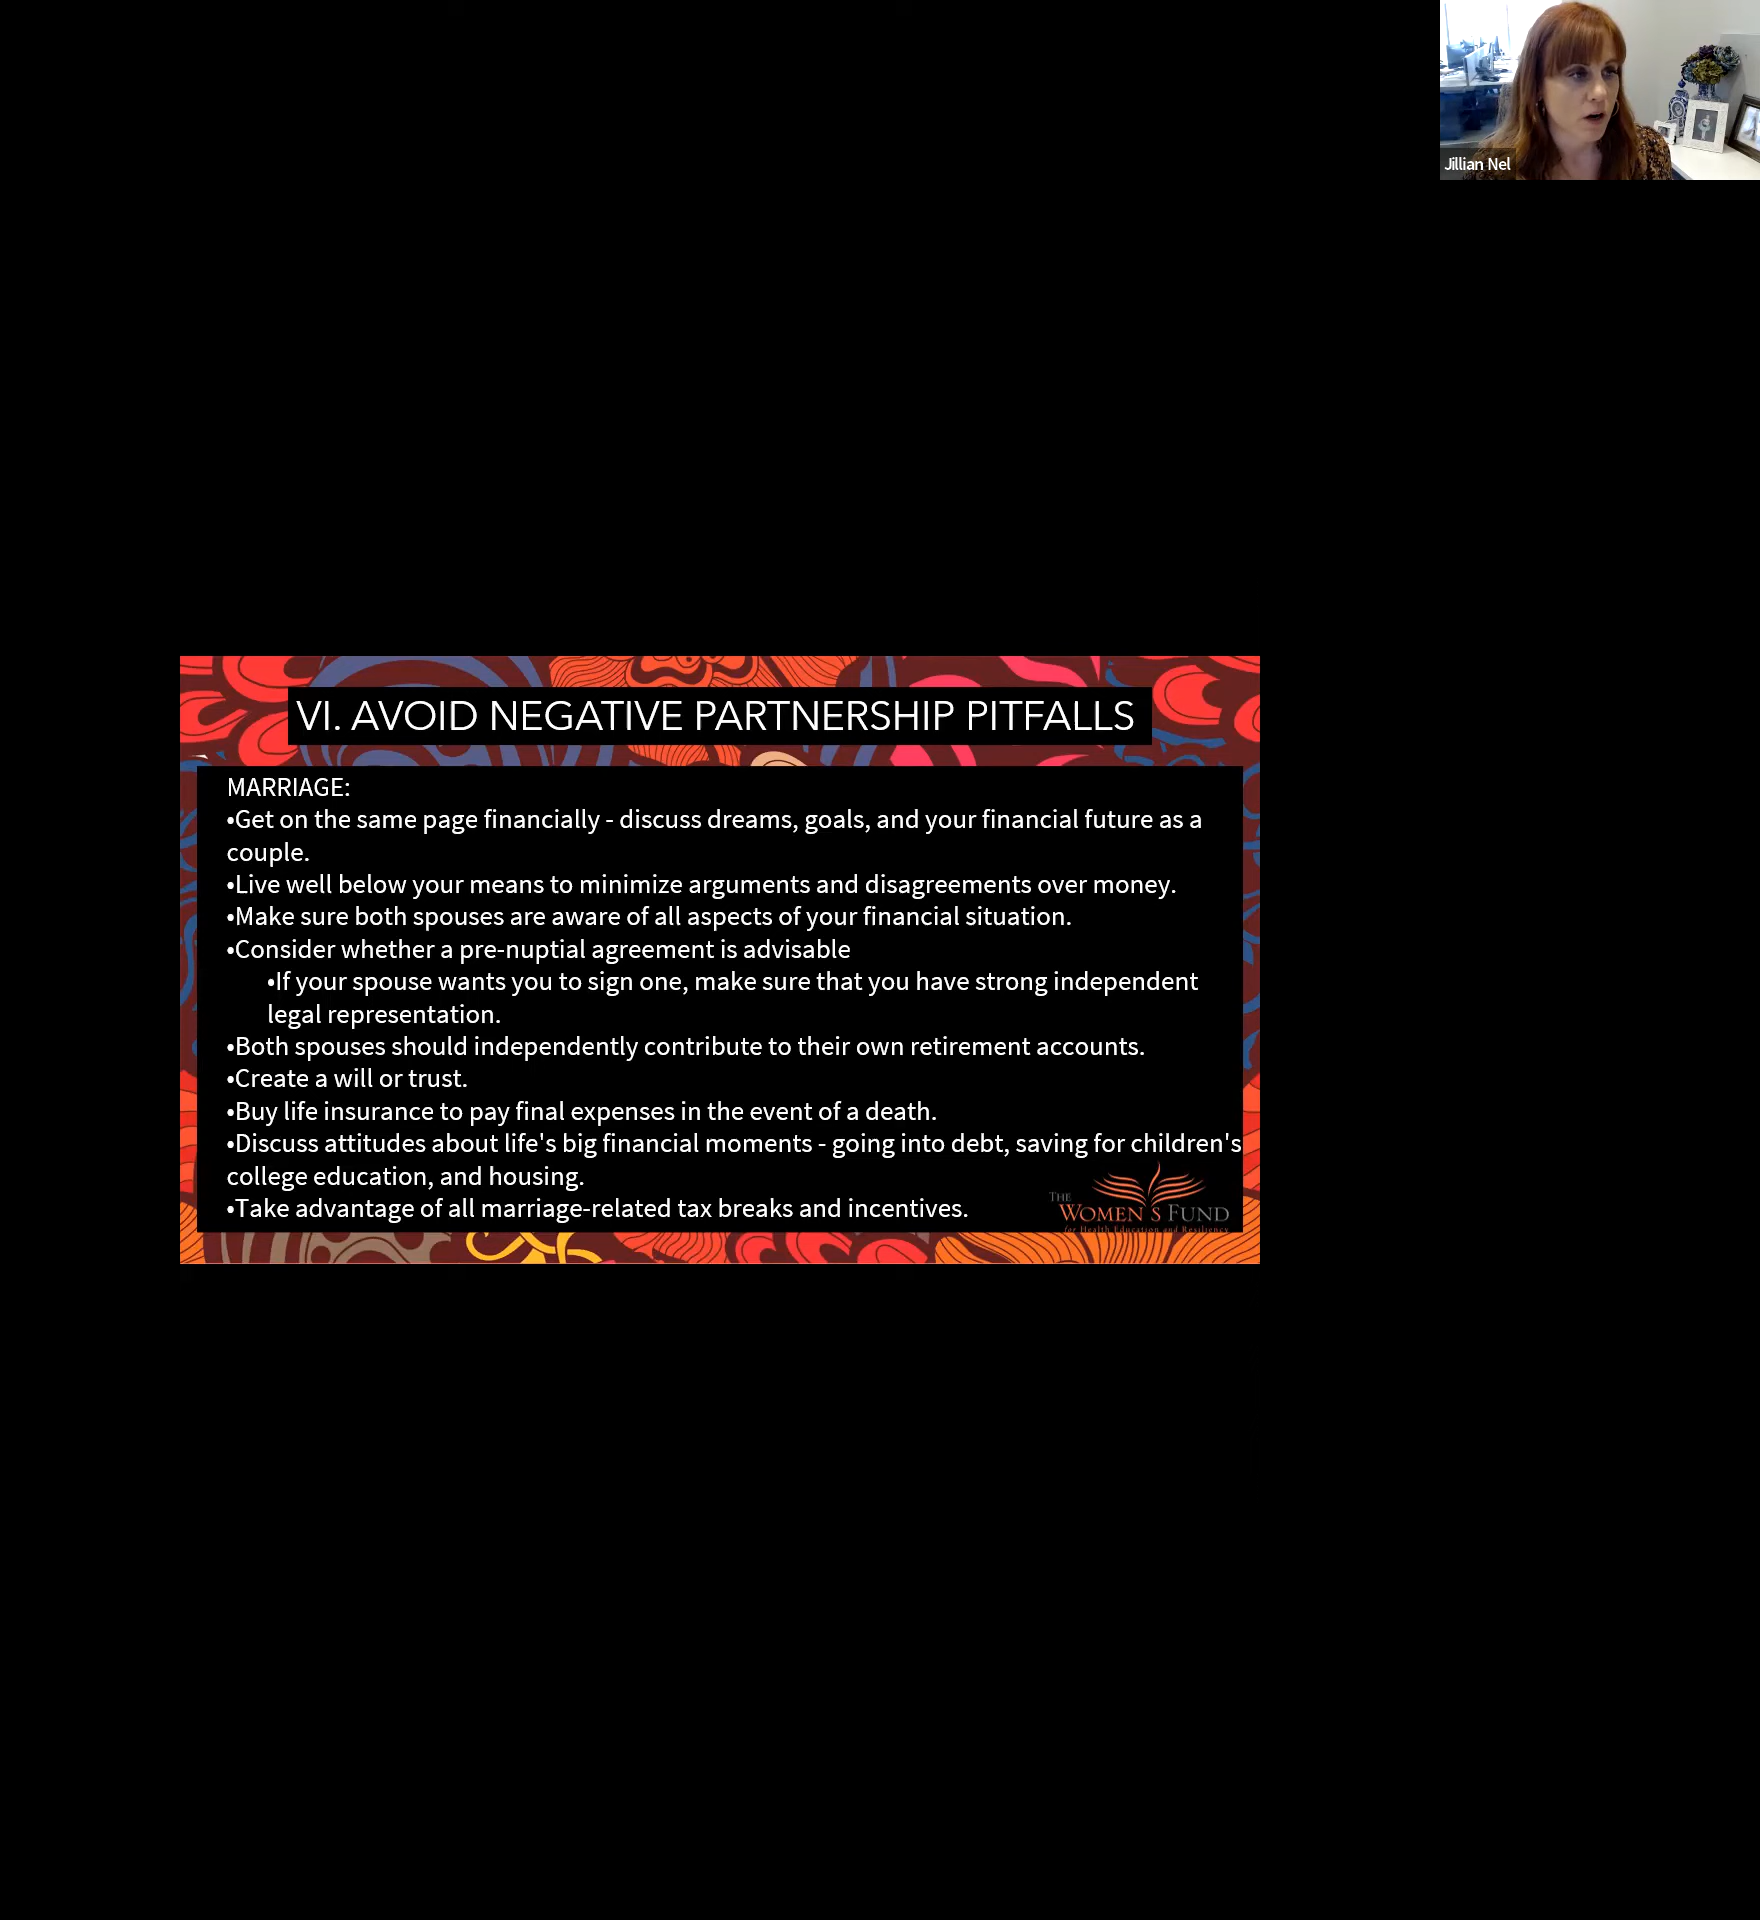 Jillian Nel
VI. AVOID NEGATIVE PARTNERSHIP PITFALLS
MARRIAGE:
•Get on the same page financially - discuss dreams, goals, and your financial future as a
couple.
•Live well below your means to minimize arguments and disagreements over money.
•Make sure both spouses are aware of all aspects of your financial situation.
•Consider whether a pre-nuptial agreement is advisable
•If your spouse wants you to sign one, make sure that you have strong independent
legal representation.
•Both spouses should independently contribute to their own retirement accounts.
•Create a will or trust.
•Buy life insurance to pay final expenses in the event of a death.
•Discuss attitudes about life's big financial moments - going into debt, saving for children's
college education, and housing.
•Take advantage of all marriage-related tax breaks and incentives.
THE
WOMEN'S FUND
for Health Education and Resiliency